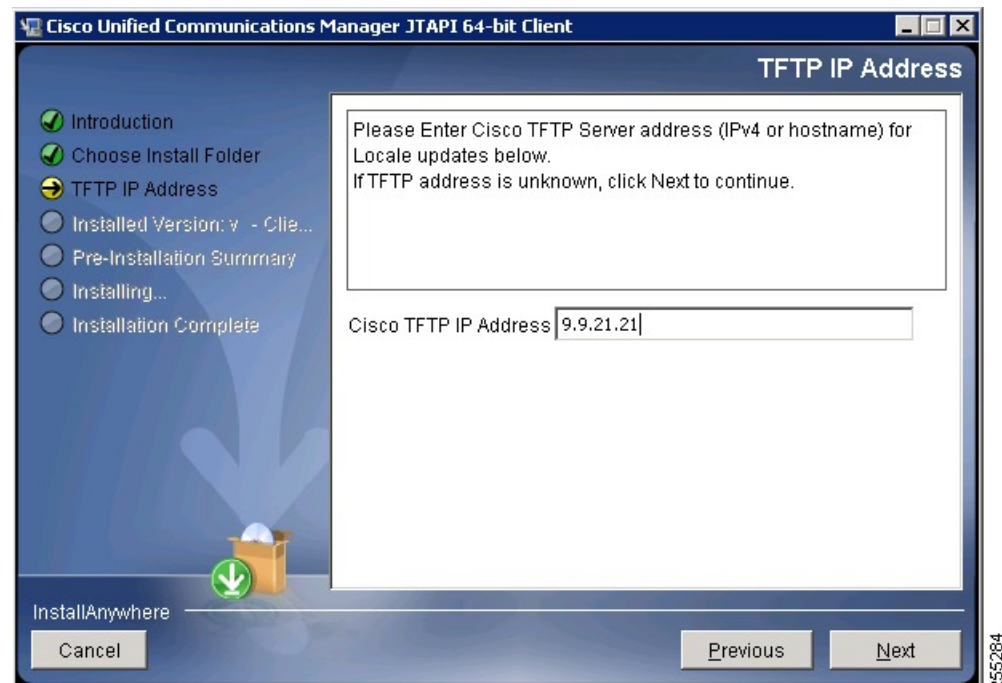 Cisco Unified Communications Manager JTAPI 64-bit Client
TFTP IP Address
Introduction
Choose Install Folder
TFTP IP Address
Installed Version: v - Clie...
Pre-Installation Summary
Installing...
Installation Complete
Please Enter Cisco TFTP Server address (IPv4 or hostname) for
Locale updates below.
If TFTP address is unknown, click Next to continue.
Cisco TFTP IP Address 9.9.21.21
InstallAnywhere
Cancel
Previous
Next